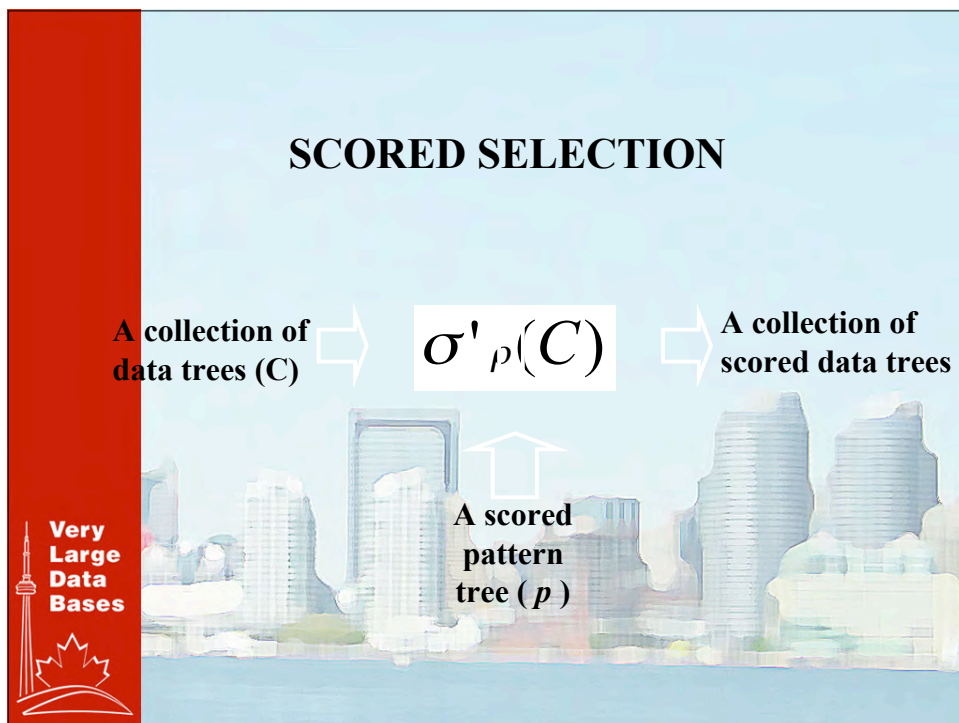 SCORED SELECTION
A collection of
data trees (C)
σ'ρ(C)
A collection of
scored data trees
A scored
pattern
tree ( p )
Very
Large
Data
Bases